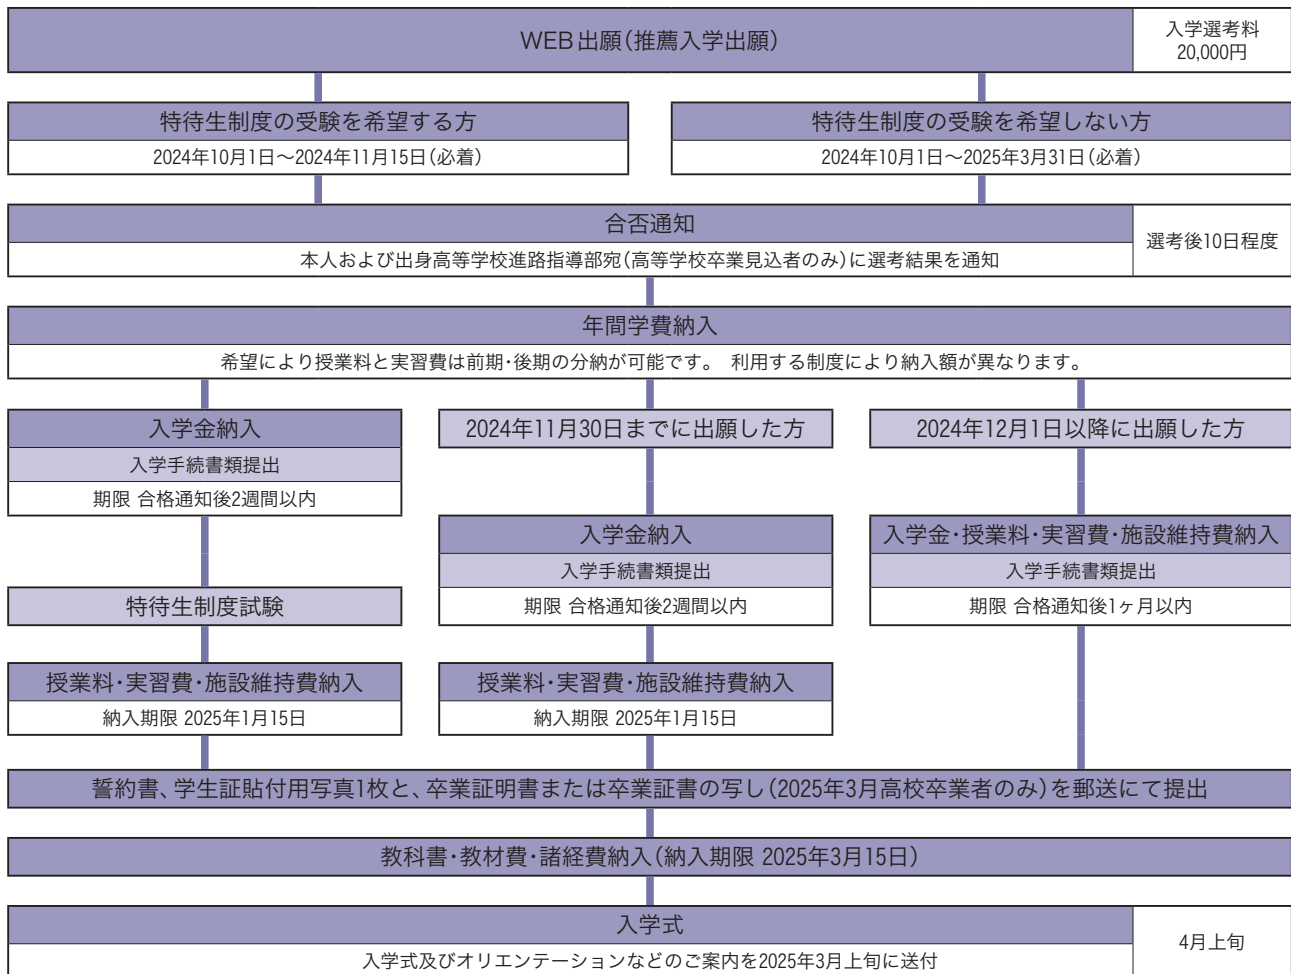 WEB出願(推薦入学出願)
入学選考料
20,000円
特待生制度の受験を希望する方
2024年10月1日～2024年11月15日(必着)
特待生制度の受験を希望しない方
2024年10月1日～2025年3月31日(必着)
合否通知
本人および出身高等学校進路指導部宛(高等学校卒業見込者のみ)に選考結果を通知
選考後10日程度
年間学費納入
希望により授業料と実習費は前期・後期の分納が可能です。 利用する制度により納入額が異なります。
入学金納入
入学手続書類提出
期限 合格通知後2週間以内
特待生制度試験
授業料・実習費・施設維持費納入
納入期限 2025年1月15日
2024年11月30日までに出願した方
入学金納入
入学手続書類提出
期限 合格通知後2週間以内
授業料・実習費・施設維持費納入
納入期限 2025年1月15日
2024年12月1日以降に出願した方
入学金・授業料・実習費・施設維持費納入
入学手続書類提出
期限 合格通知後1ヶ月以内
誓約書、学生証貼付用写真1枚と、卒業証明書または卒業証書の写し(2025年3月高校卒業者のみ)を郵送にて提出
教科書・教材費・諸経費納入(納入期限 2025年3月15日)
入学式
入学式及びオリエンテーションなどのご案内を2025年3月上旬に送付
4月上旬